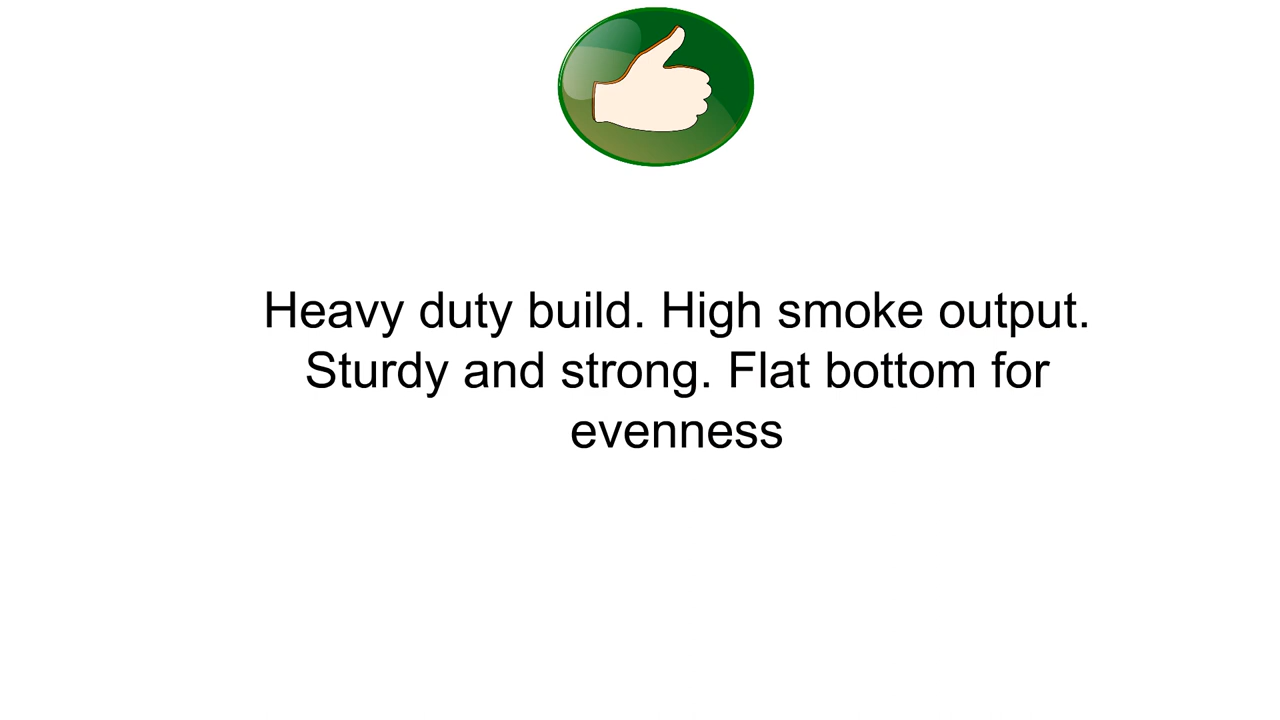 Heavy duty build. High smoke output.
Sturdy and strong. Flat bottom for
evenness